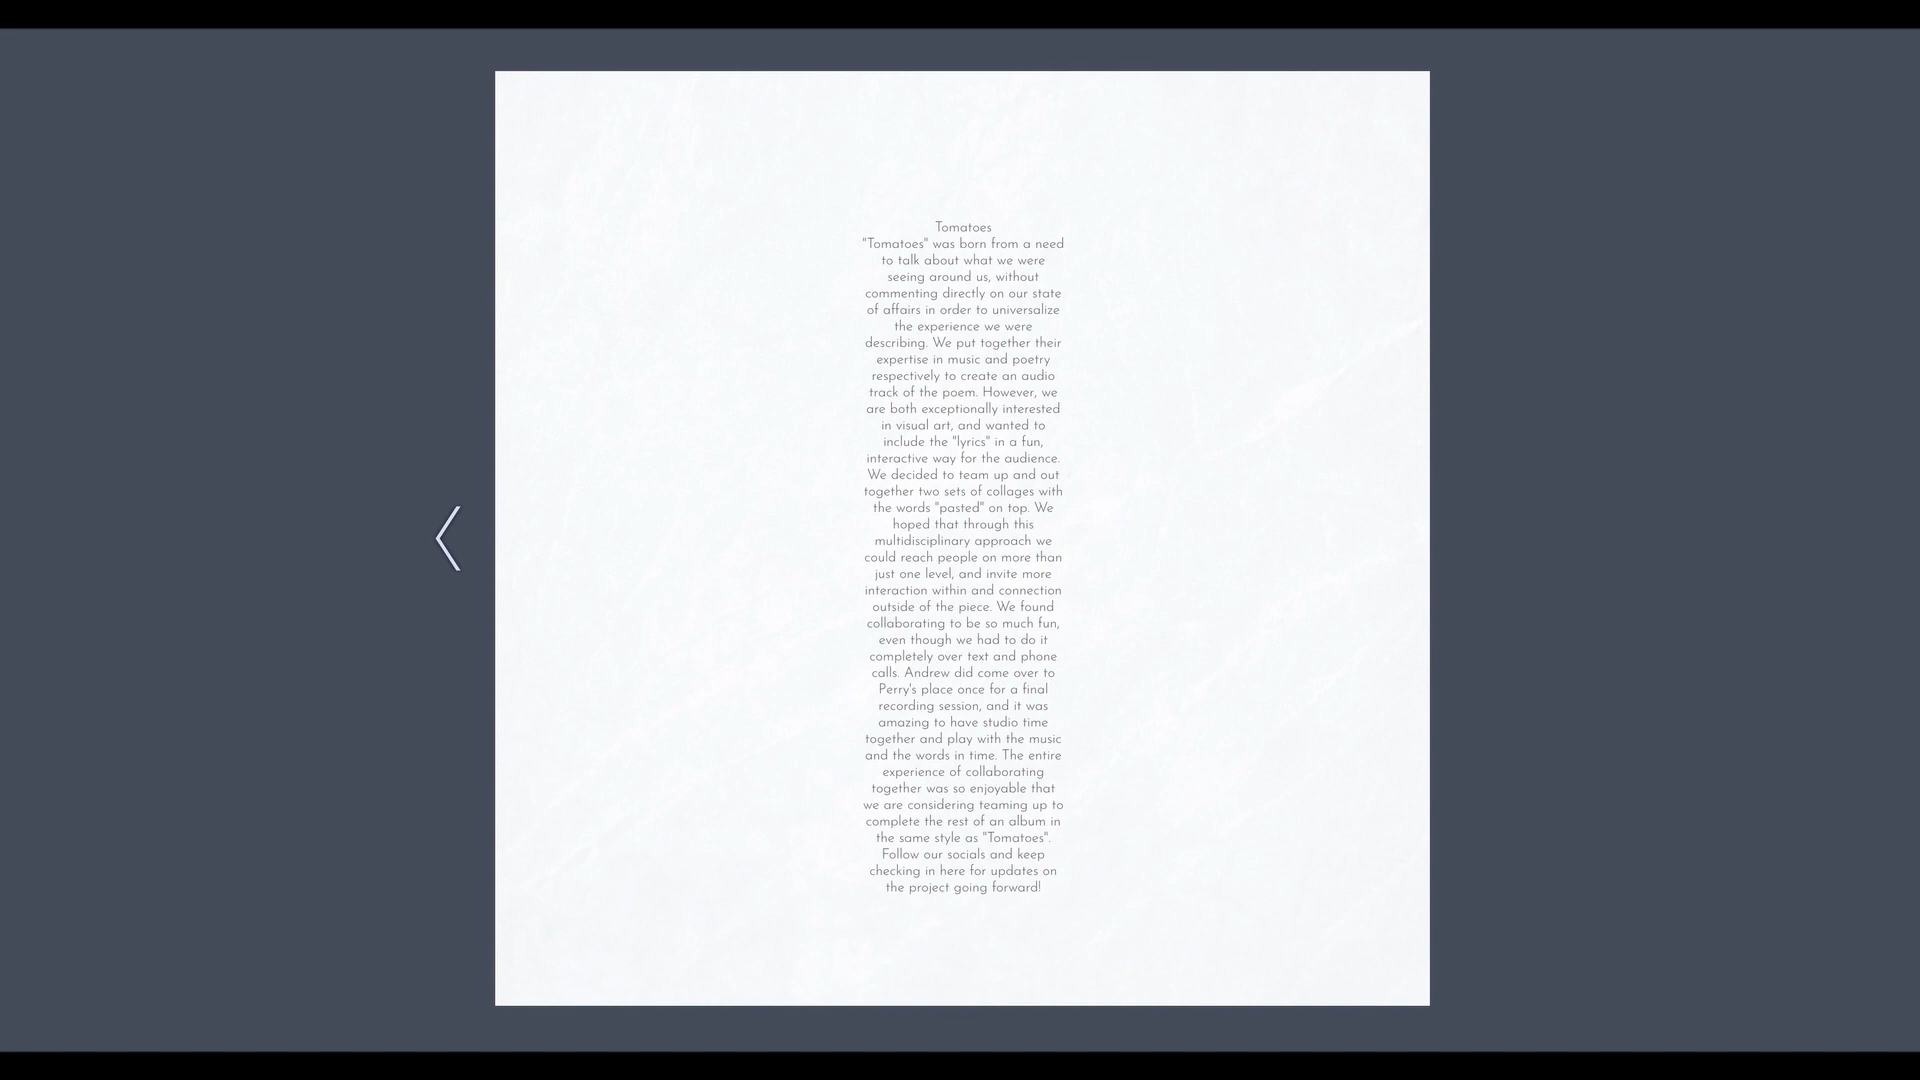 Tomatoes
"Tomatoes" was born from a need
to talk about what we were
seeing around us, without
commenting directly on our state
of affairs in order to universalize
the experience we were
describing. We put together their
expertise in music and poetry
respectively to create an audio
track of the poem. However, we
are both exceptionally interested
in visual art, and wanted to
include the "lyrics" in a fun,
interactive way for the audience.
We decided to team up and out
together two sets of collages with
the words "pasted" on top. We
hoped that through this
multidisciplinary approach we
could reach people on more than
just one level, and invite more
interaction within and connection
outside of the piece. We found
collaborating to be so much fun,
even though we had to do it
completely over text and phone
calls. Andrew did come over to
Perry's place once for a final
recording session, and it was
amazing to have studio time
together and play with the music
and the words in time. The entire
experience of collaborating
together was so enjoyable that
we are considering teaming up to
complete the rest of an album in
the same style as "Tomatoes".
Follow our socials and keep
checking in here for updates on
the project going forward!